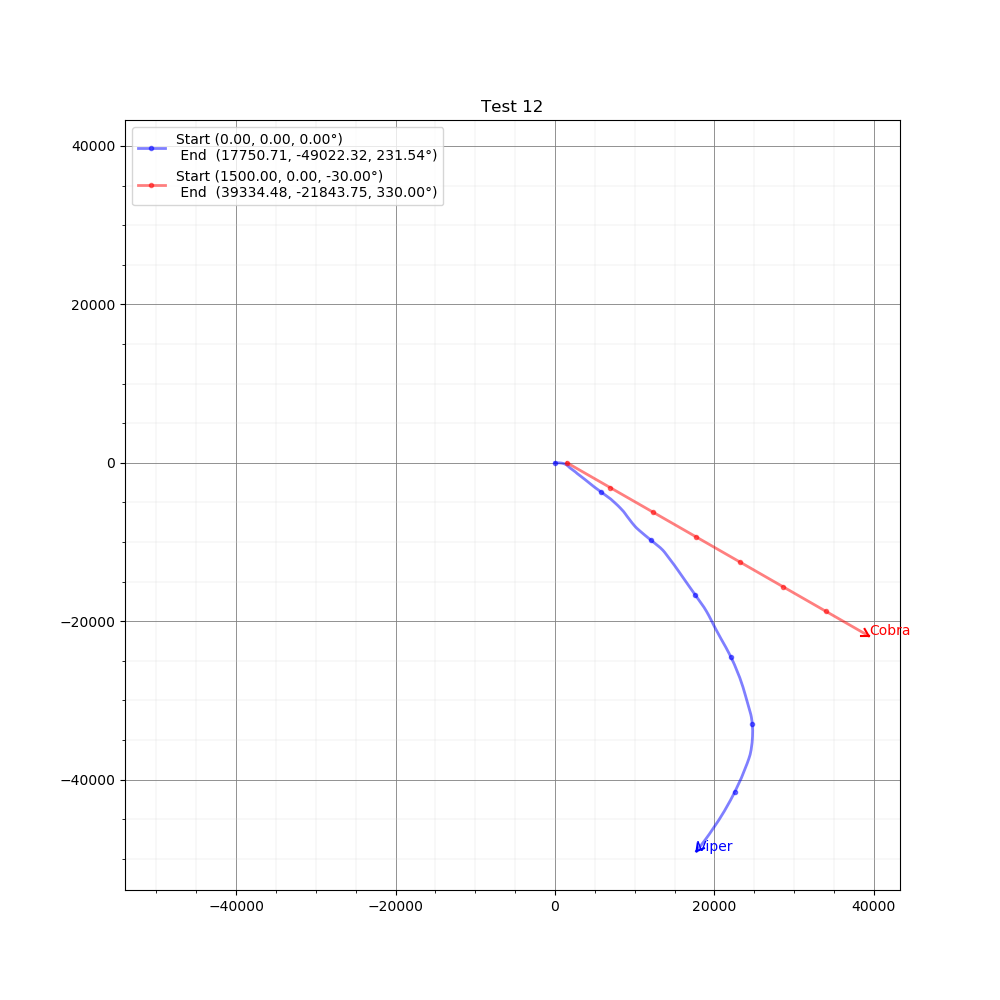 Test 12
Start (0.00, 0.00, 0.00°)
End (17750.71, -49022.32, 231.54°)
Start (1500.00, 0.00, -30.00°)
End (39334.48, -21843.75, 330.00°)
40000
20000
0
−20000
−40000
Cobra
Viper
−40000
−20000
0
20000
40000